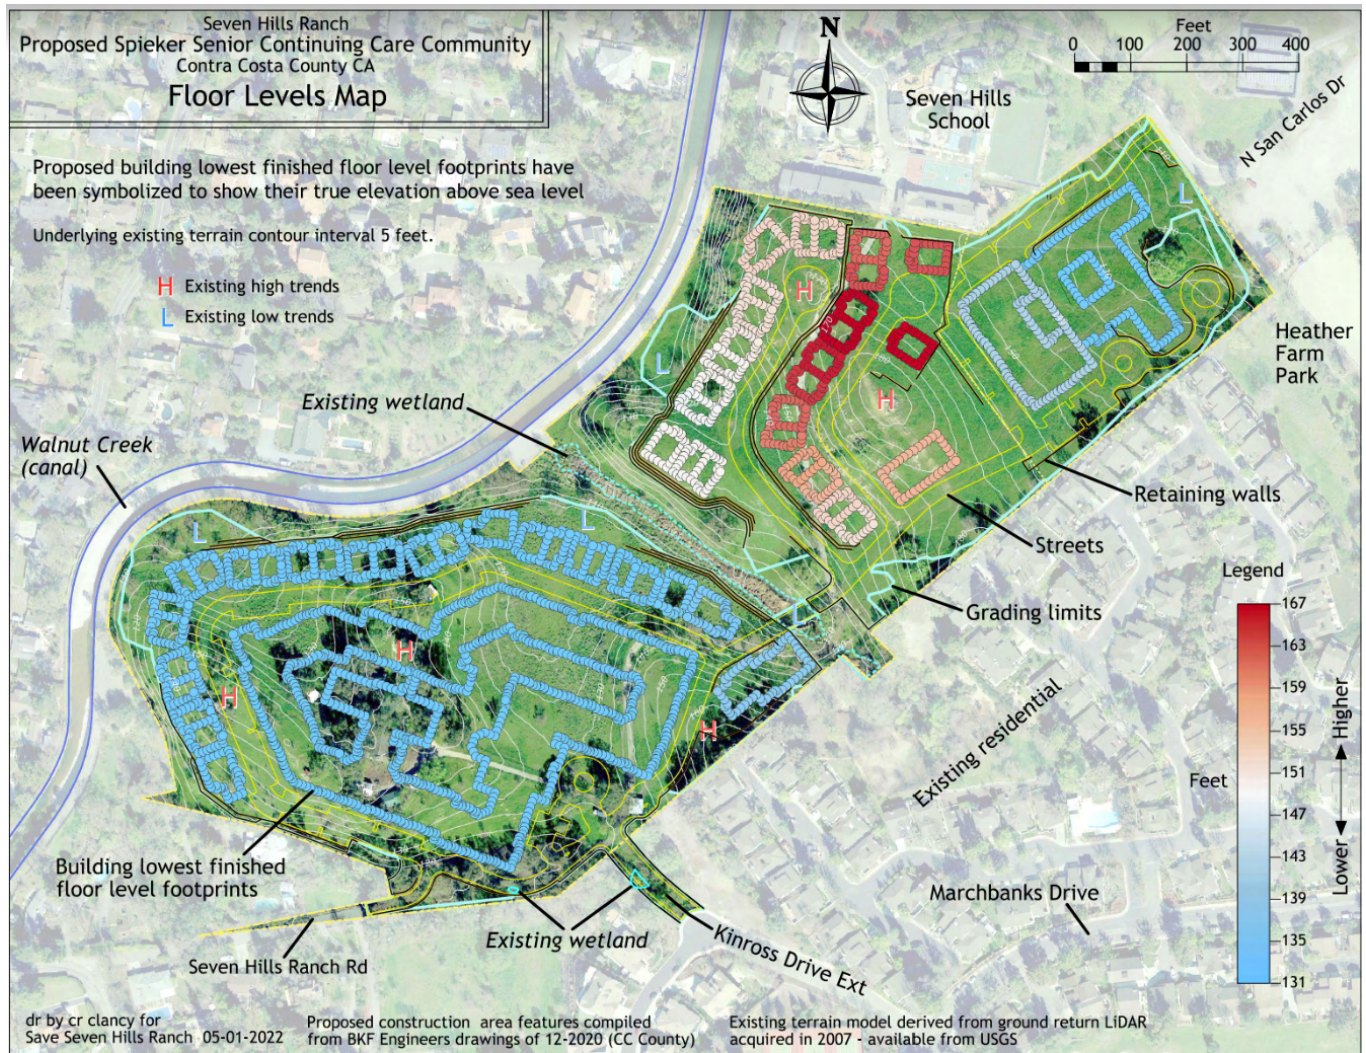 Seven Hills Ranch
Proposed Spieker Senior Continuing Care Community
Contra Costa County CA
Floor Levels Map
Proposed building lowest finished floor level footprints have
been symbolized to show their true elevation above sea level
Underlying existing terrain contour interval 5 feet.
H Existing high trends
L Existing low trends
N
Feet
0 100 200 300 400
Seven Hills
School
N San Carlos Dr
L
Heather
Farm
Park
H
170
L
H
Existing wetland
Walnut Creek
(canal)
Retaining walls
Streets
Grading limits
L
L
H
H
H
Existing residential
Legend
167
163
159
155
151
147
143
139
135
131
Feet
Lower
Higher
Building lowest finished
floor level footprints
Existing wetland
Seven Hills Ranch Rd
Kinross Drive Ext
Marchbanks Drive
dr by cr clancy for
Save Seven Hills Ranch 05-01-2022
Proposed construction area features compiled
from BKF Engineers drawings of 12-2020 (CC County)
Existing terrain model derived from ground return LiDAR
acquired in 2007 - available from USGS